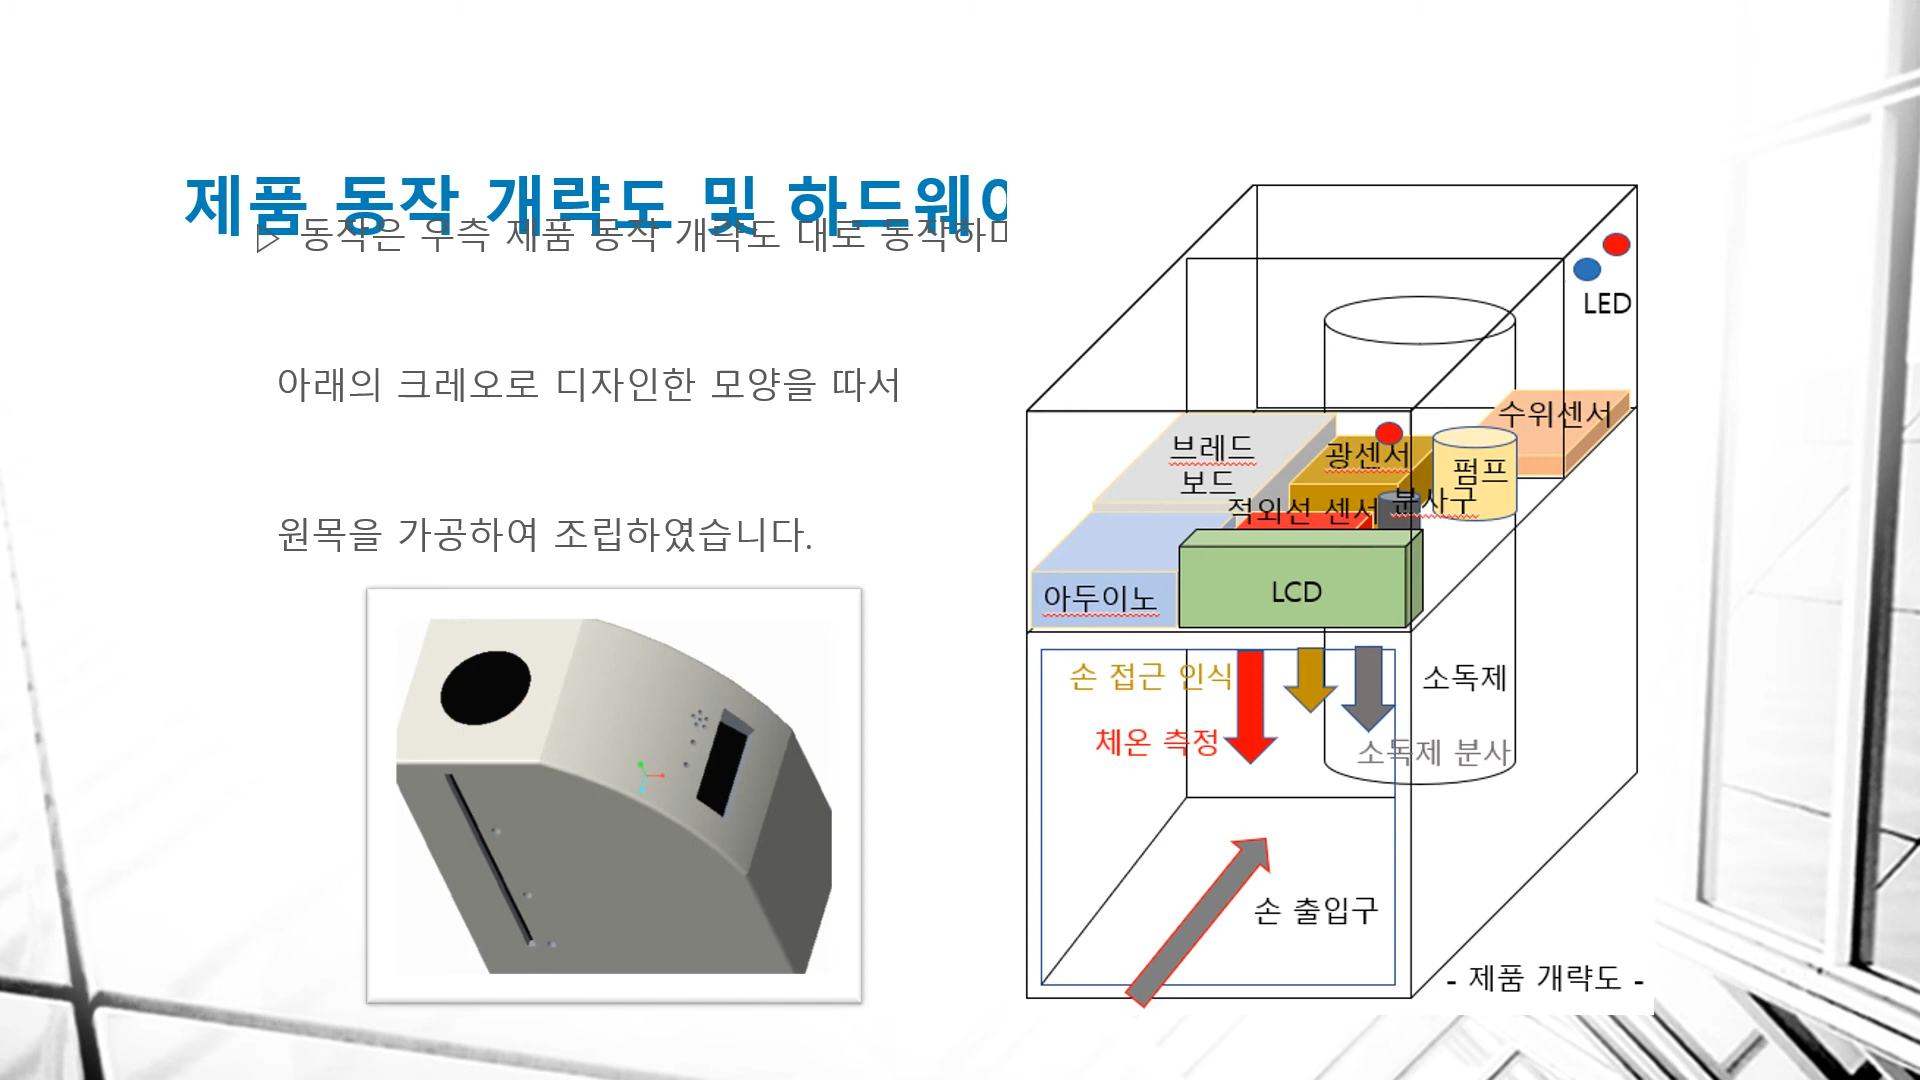 제품 동작 개략도 및 하드웨어
▷ 동작은 우측 제품 동작 개략도 대로 동작하며
아래의 크레오로 디자인한 모양을 따서
원목을 가공하여 조립하였습니다.
LED
수위센서
브레드
보드
광센서
펌프
적외선 센서
분사구
아두이노
LCD
손 접근 인식
소독제
체온 측정
소독제 분사
손 출입구
- 제품 개략도 -